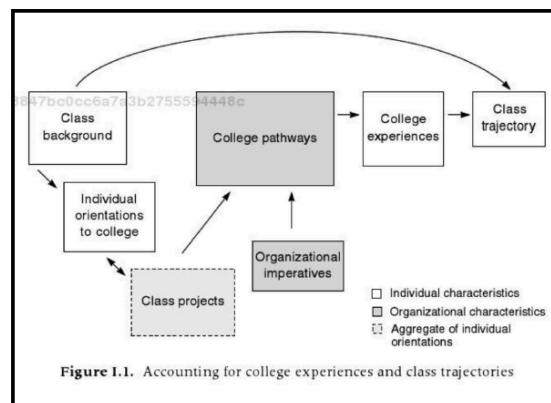 3847bc0cc6a7a3b2755594448c
Class
background
College pathways
College
experiences
Class
trajectory
Individual
orientations
to college
Class projects
Organizational
imperatives
Individual characteristics
Organizational characteristics
Aggregate of individual
orientations
Figure I.1. Accounting for college experiences and class trajectories